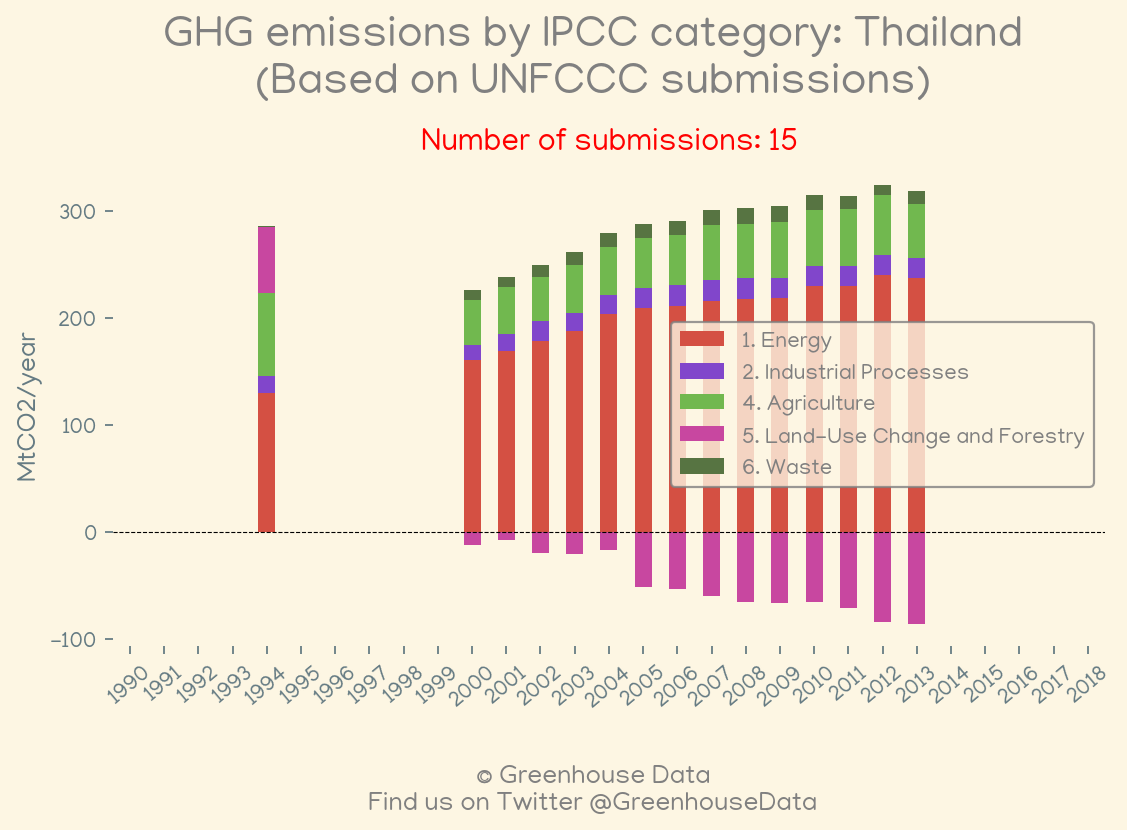 GHG emissions by IPCC category: Thailand
(Based on UNFCCC submissions)
Number of submissions: 15
MtCO2/year
300
200
100
0
−100
1. Energy
2. Industrial Processes
4. Agriculture
5. Land−Use Change and Forestry
6. Waste
1990 1991 1992 1993 1994 1995 1996 1997 1998 1999 2000 2001 2002 2003 2004 2005 2006 2007 2008 2009 2010 2011 2012 2013 2014 2015 2016 2017 2018
© Greenhouse Data
Find us on Twitter @GreenhouseData